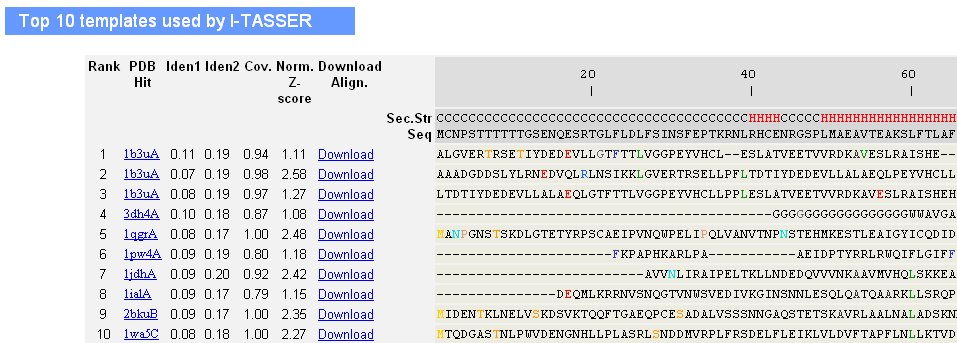 Top 10 templates used by I-TASSER
Rank PDB Hit Iden1 Iden2 Cov. Norm. Z-score Download Align.
20 40 60
Sec.Str CCCCCCCCCCCCCCCCCCCCCCCCCCCCCCCCCCCCCCCHHHHCCCCCHHHHHHHHHHHHHHHHH
Seq MCNPSTTTTTTGSENQESRTGLFLDLFSINSFEPTKRNLRHCENRGSPLMAEAVTEAKSLFTLAF
1 1b3uA 0.11 0.19 0.94 1.11 Download ALGVERTRSETIYDEDEVLLGTFTTLVGGPEYVHCL--ESLATVEETVVRDKAVESLRAISHE--
2 1b3uA 0.07 0.19 0.98 2.58 Download AAADGDDSLYLRNEDVQLRLNSIKKLGVERTRSELLPFLTDTIYDEDEVLLALAEQLPEYVHCLL
3 1b3uA 0.08 0.19 0.97 1.27 Download LTDTIYDEDEVLLALAEQLGTFTTLVGGPEYVHCLLPPLESLATVEETVVRDKAVESLRAISHEH
4 3dh4A 0.10 0.18 0.87 1.08 Download ------------------------------------------GGGGGGGGGGGGGGGGGWWAVGA
5 1qgrA 0.08 0.17 1.00 2.48 Download MANPGNSTSKDLGTETYRPSCAEIPVNQWPELIPQLVANVTNPNSTEHMKESTLEAIGYICQDID
6 1pw4A 0.09 0.19 0.80 1.18 Download ----------------------FKPAPHKARLPA-----------AEIDPTYRRLRWQIFLGIFF
7 1jdhA 0.09 0.20 0.92 2.42 Download --------------------------AVVNLIRAIPELTKLLNDEDQVVVNKAAVMVHQLSKKEA
8 1ialA 0.09 0.17 0.79 1.15 Download ---------------DEQMLKRRNVSNQGTVNWSVEDIVKGINSNNLESQLQATQAARKLLSRQP
9 2bkuB 0.09 0.17 1.00 2.35 Download
10 1wa5C 0.08 0.18 1.00 2.27 Download MTQDGASTNLPWVDENGNHLLPLASRLSNDDMVRPLFRSDELFLEIKLVLDVLTAPFLNLLKTVD